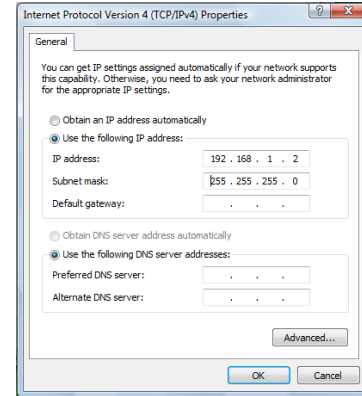 Internet Protocol Version 4 (TCP/IPv4) Properties
General
You can get IP settings assigned automatically if your network supports
this capability. Otherwise, you need to ask your network administrator
for the appropriate IP settings.
Obtain an IP address automatically
Use the following IP address:
IP address: 192 . 168 . 1 . 2
Subnet mask: 255 . 255 . 255 . 0
Default gateway: . . .
Obtain DNS server address automatically
Use the following DNS server addresses:
Preferred DNS server: . . .
Alternate DNS server: . . .
Advanced...
OK Cancel